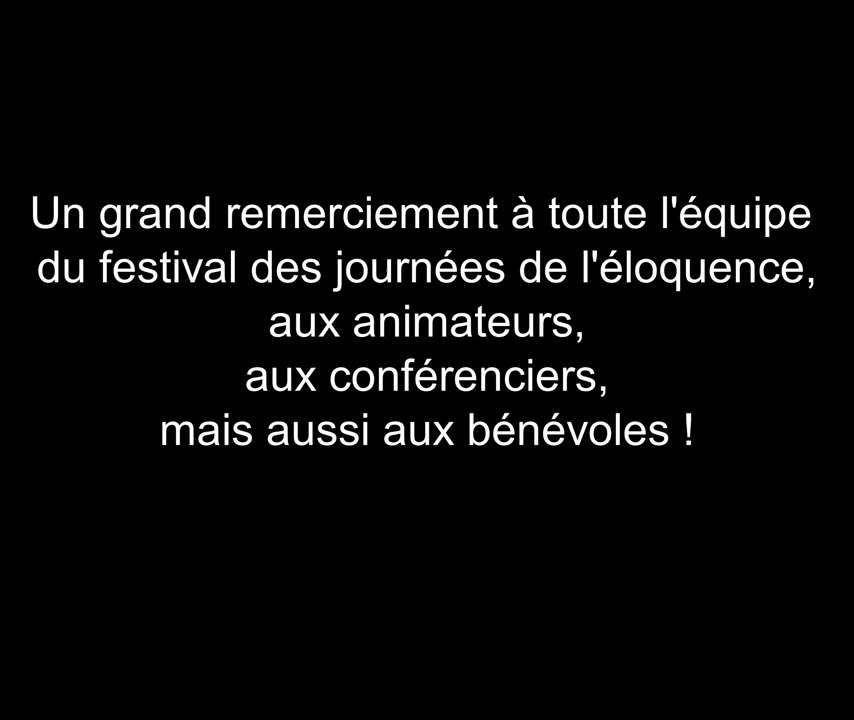 Un grand remerciement à toute l'équipe
du festival des journées de l'éloquence,
aux animateurs,
aux conférenciers,
mais aussi aux bénévoles !